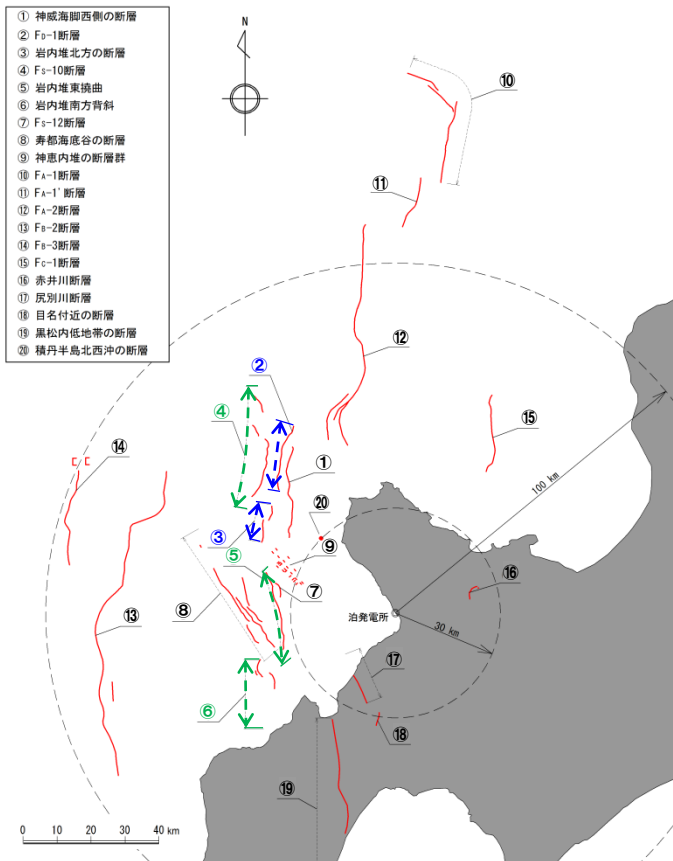 ① 神威海脚西側の断層
② FD-1断層
③ 岩内堆北方の断層
④ FS-10断層
⑤ 岩内堆東撓曲
⑥ 岩内堆南方背斜
⑦ FS-12断層
⑧ 寿都海底谷の断層
⑨ 神恵内堆の断層群
⑩ FA-1断層
⑪ FA-1'断層
⑫ FA-2断層
⑬ FB-2断層
⑭ FB-3断層
⑮ FC-1断層
⑯ 赤井川断層
⑰ 尻別川断層
⑱ 目名付近の断層
⑲ 黒松内低地帯の断層
⑳ 積丹半島北西沖の断層
N
⑩
⑪
⑫
②
④
⑮
⑭
①
100 km
③
⑳
⑨
⑤
⑦
⑯
⑧
泊発電所
30 km
⑬
⑰
⑥
⑱
⑲
0 10 20 30 40 km